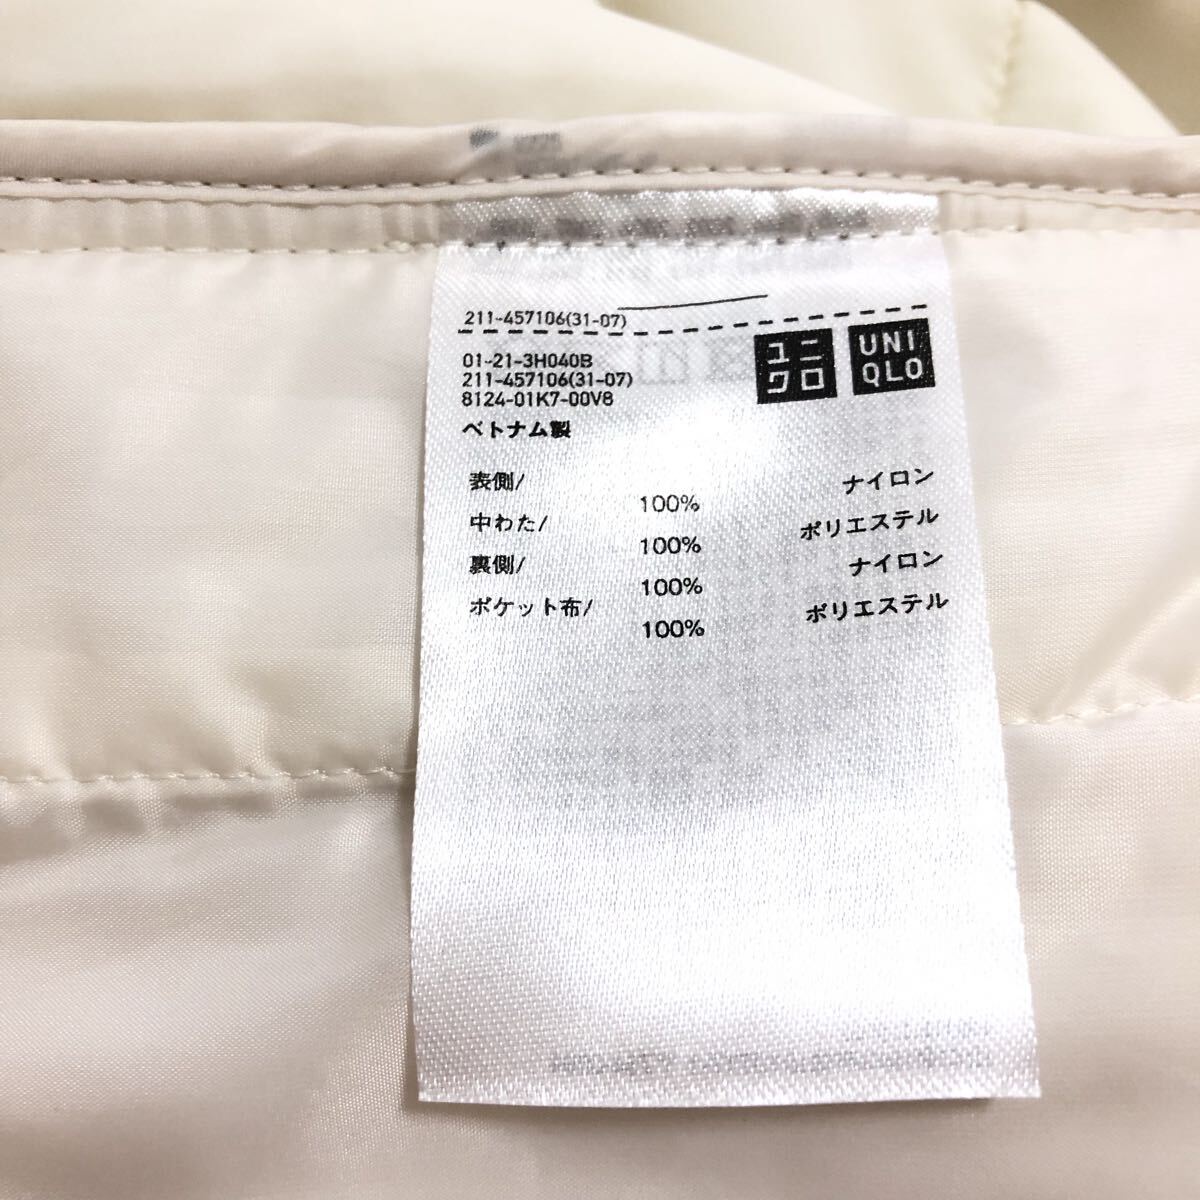 211-457106(31-07)
01-21-3H040B
211-457106(31-07)
8124-01K7-00V8
ユニ
クロ
UNI
QLO
ベトナム製
表側/
100% ナイロン
中わた/
100% ポリエステル
裏側/
100% ナイロン
ポケット布/
100% ポリエステル